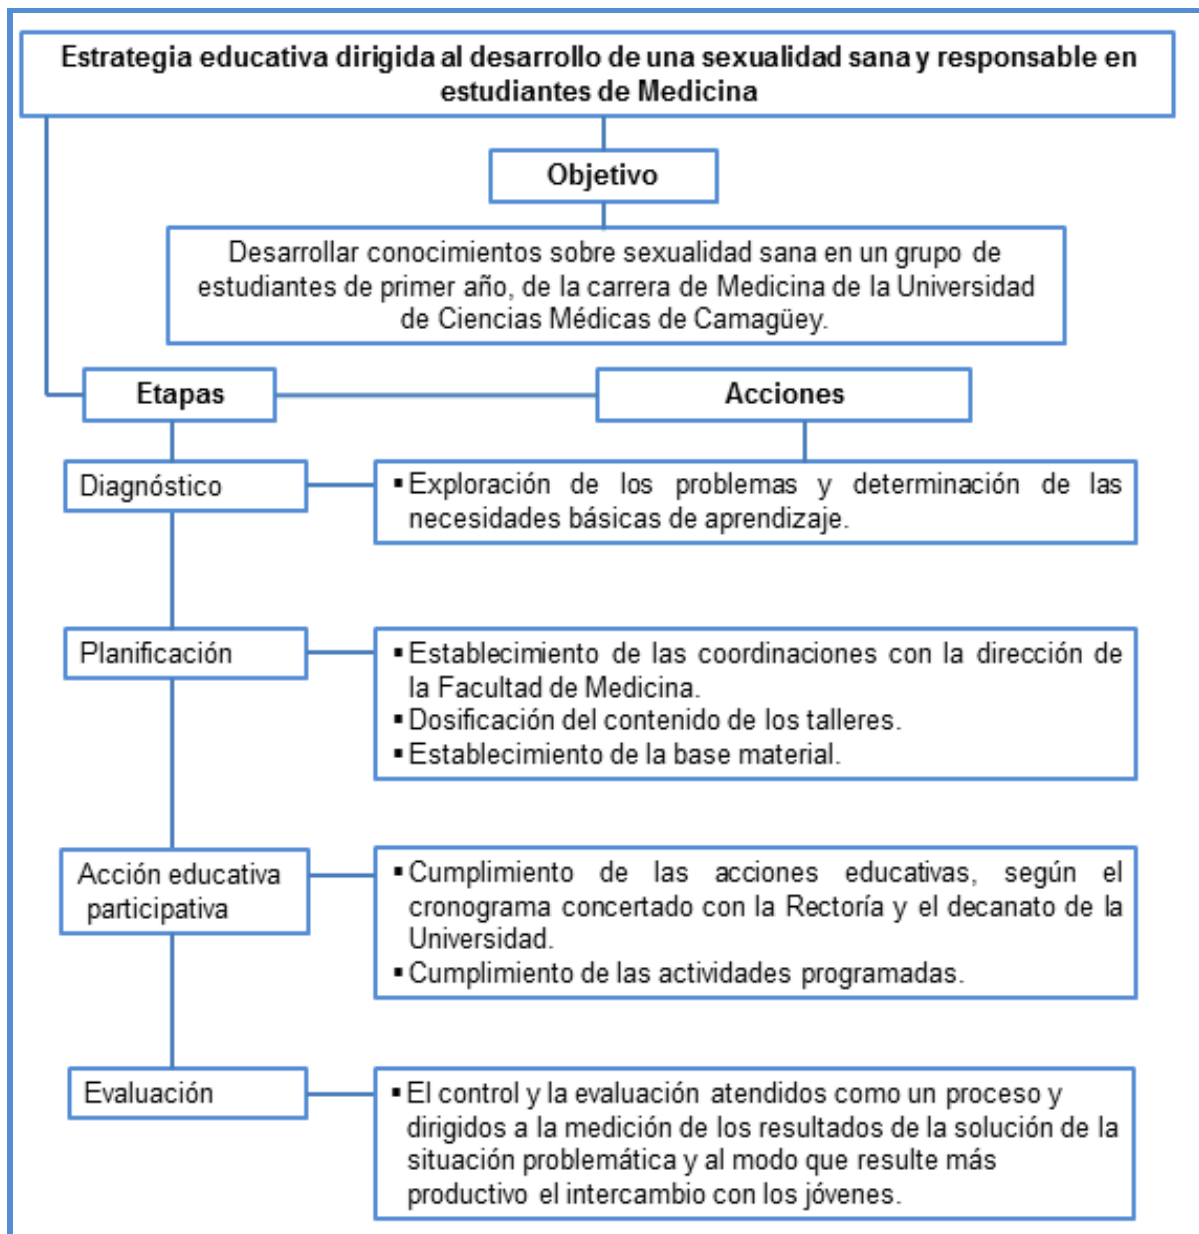 Estrategia educativa dirigida al desarrollo de una sexualidad sana y responsable en
estudiantes de Medicina
Objetivo
Desarrollar conocimientos sobre sexualidad sana en un grupo de
estudiantes de primer año, de la carrera de Medicina de la Universidad
de Ciencias Médicas de Camagüey.
Etapas
Acciones
Diagnóstico
▪ Exploración de los problemas y determinación de las
necesidades básicas de aprendizaje.
Planificación
▪ Establecimiento de las coordinaciones con la dirección de
la Facultad de Medicina.
▪ Dosificación del contenido de los talleres.
▪ Establecimiento de la base material.
Acción educativa
participativa
▪ Cumplimiento de las acciones educativas, según el
cronograma concertado con la Rectoría y el decanato de la
Universidad.
▪ Cumplimiento de las actividades programadas.
Evaluación
▪ El control y la evaluación atendidos como un proceso y
dirigidos a la medición de los resultados de la solución de la
situación problemática y al modo que resulte más
productivo el intercambio con los jóvenes.